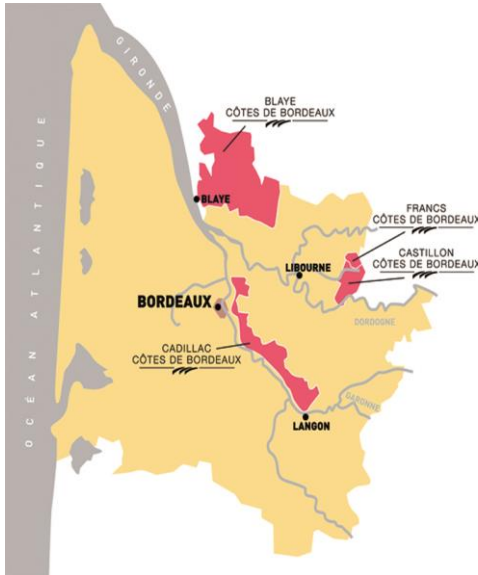 GIRONDE
BLAYE
CÔTES DE BORDEAUX
OCÉAN ATLANTIQUE
BLAYE
FRANCS
CÔTES DE BORDEAUX
CASTILLON
CÔTES DE BORDEAUX
LIBOURNE
BORDEAUX
DORDOGNE
CADILLAC
CÔTES DE BORDEAUX
GARONNE
LANGON